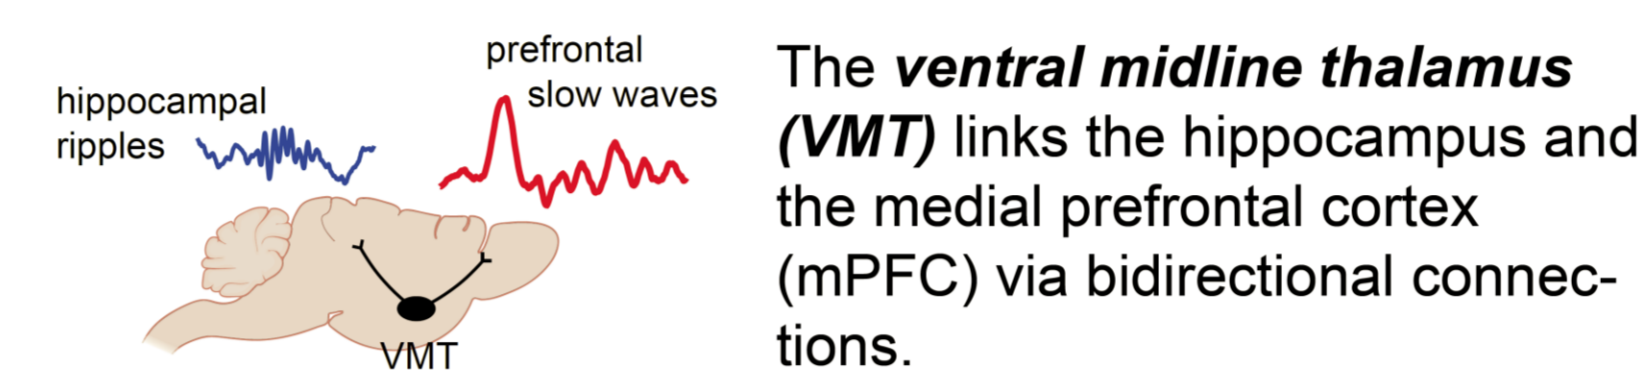 hippocampal
ripples
prefrontal
slow waves
VMT
The ventral midline thalamus
(VMT) links the hippocampus and
the medial prefrontal cortex
(mPFC) via bidirectional connec-
tions.